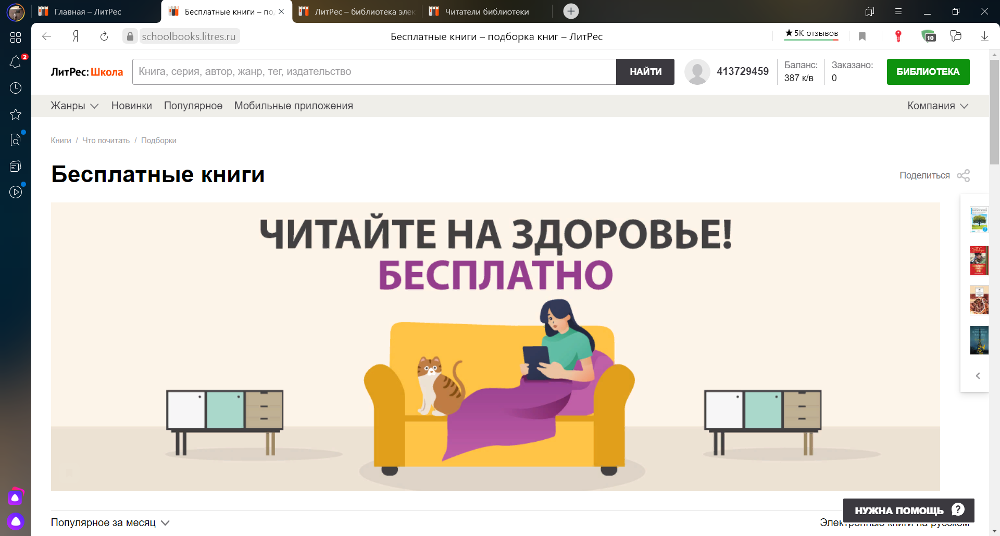 Главная – ЛитРес
Бесплатные книги – по
ЛитРес – библиотека элек
Читатели библиотеки
2
schoolbooks.litres.ru
Бесплатные книги – подборка книг – ЛитРес
★ 5К отзывов
10
ЛитРес: Школа
Книга, серия, автор, жанр, тег, издательство
НАЙТИ
413729459
Баланс:
387 к/в
Заказано:
0
БИБЛИОТЕКА
Жанры
Новинки
Популярное
Мобильные приложения
Компания
Книги / Что почитать / Подборки
Бесплатные книги
Поделиться
ЧИТАЙТЕ НА ЗДОРОВЬЕ!
БЕСПЛАТНО
НУЖНА ПОМОЩЬ ?
Популярное за месяц
Электронные книги на русском